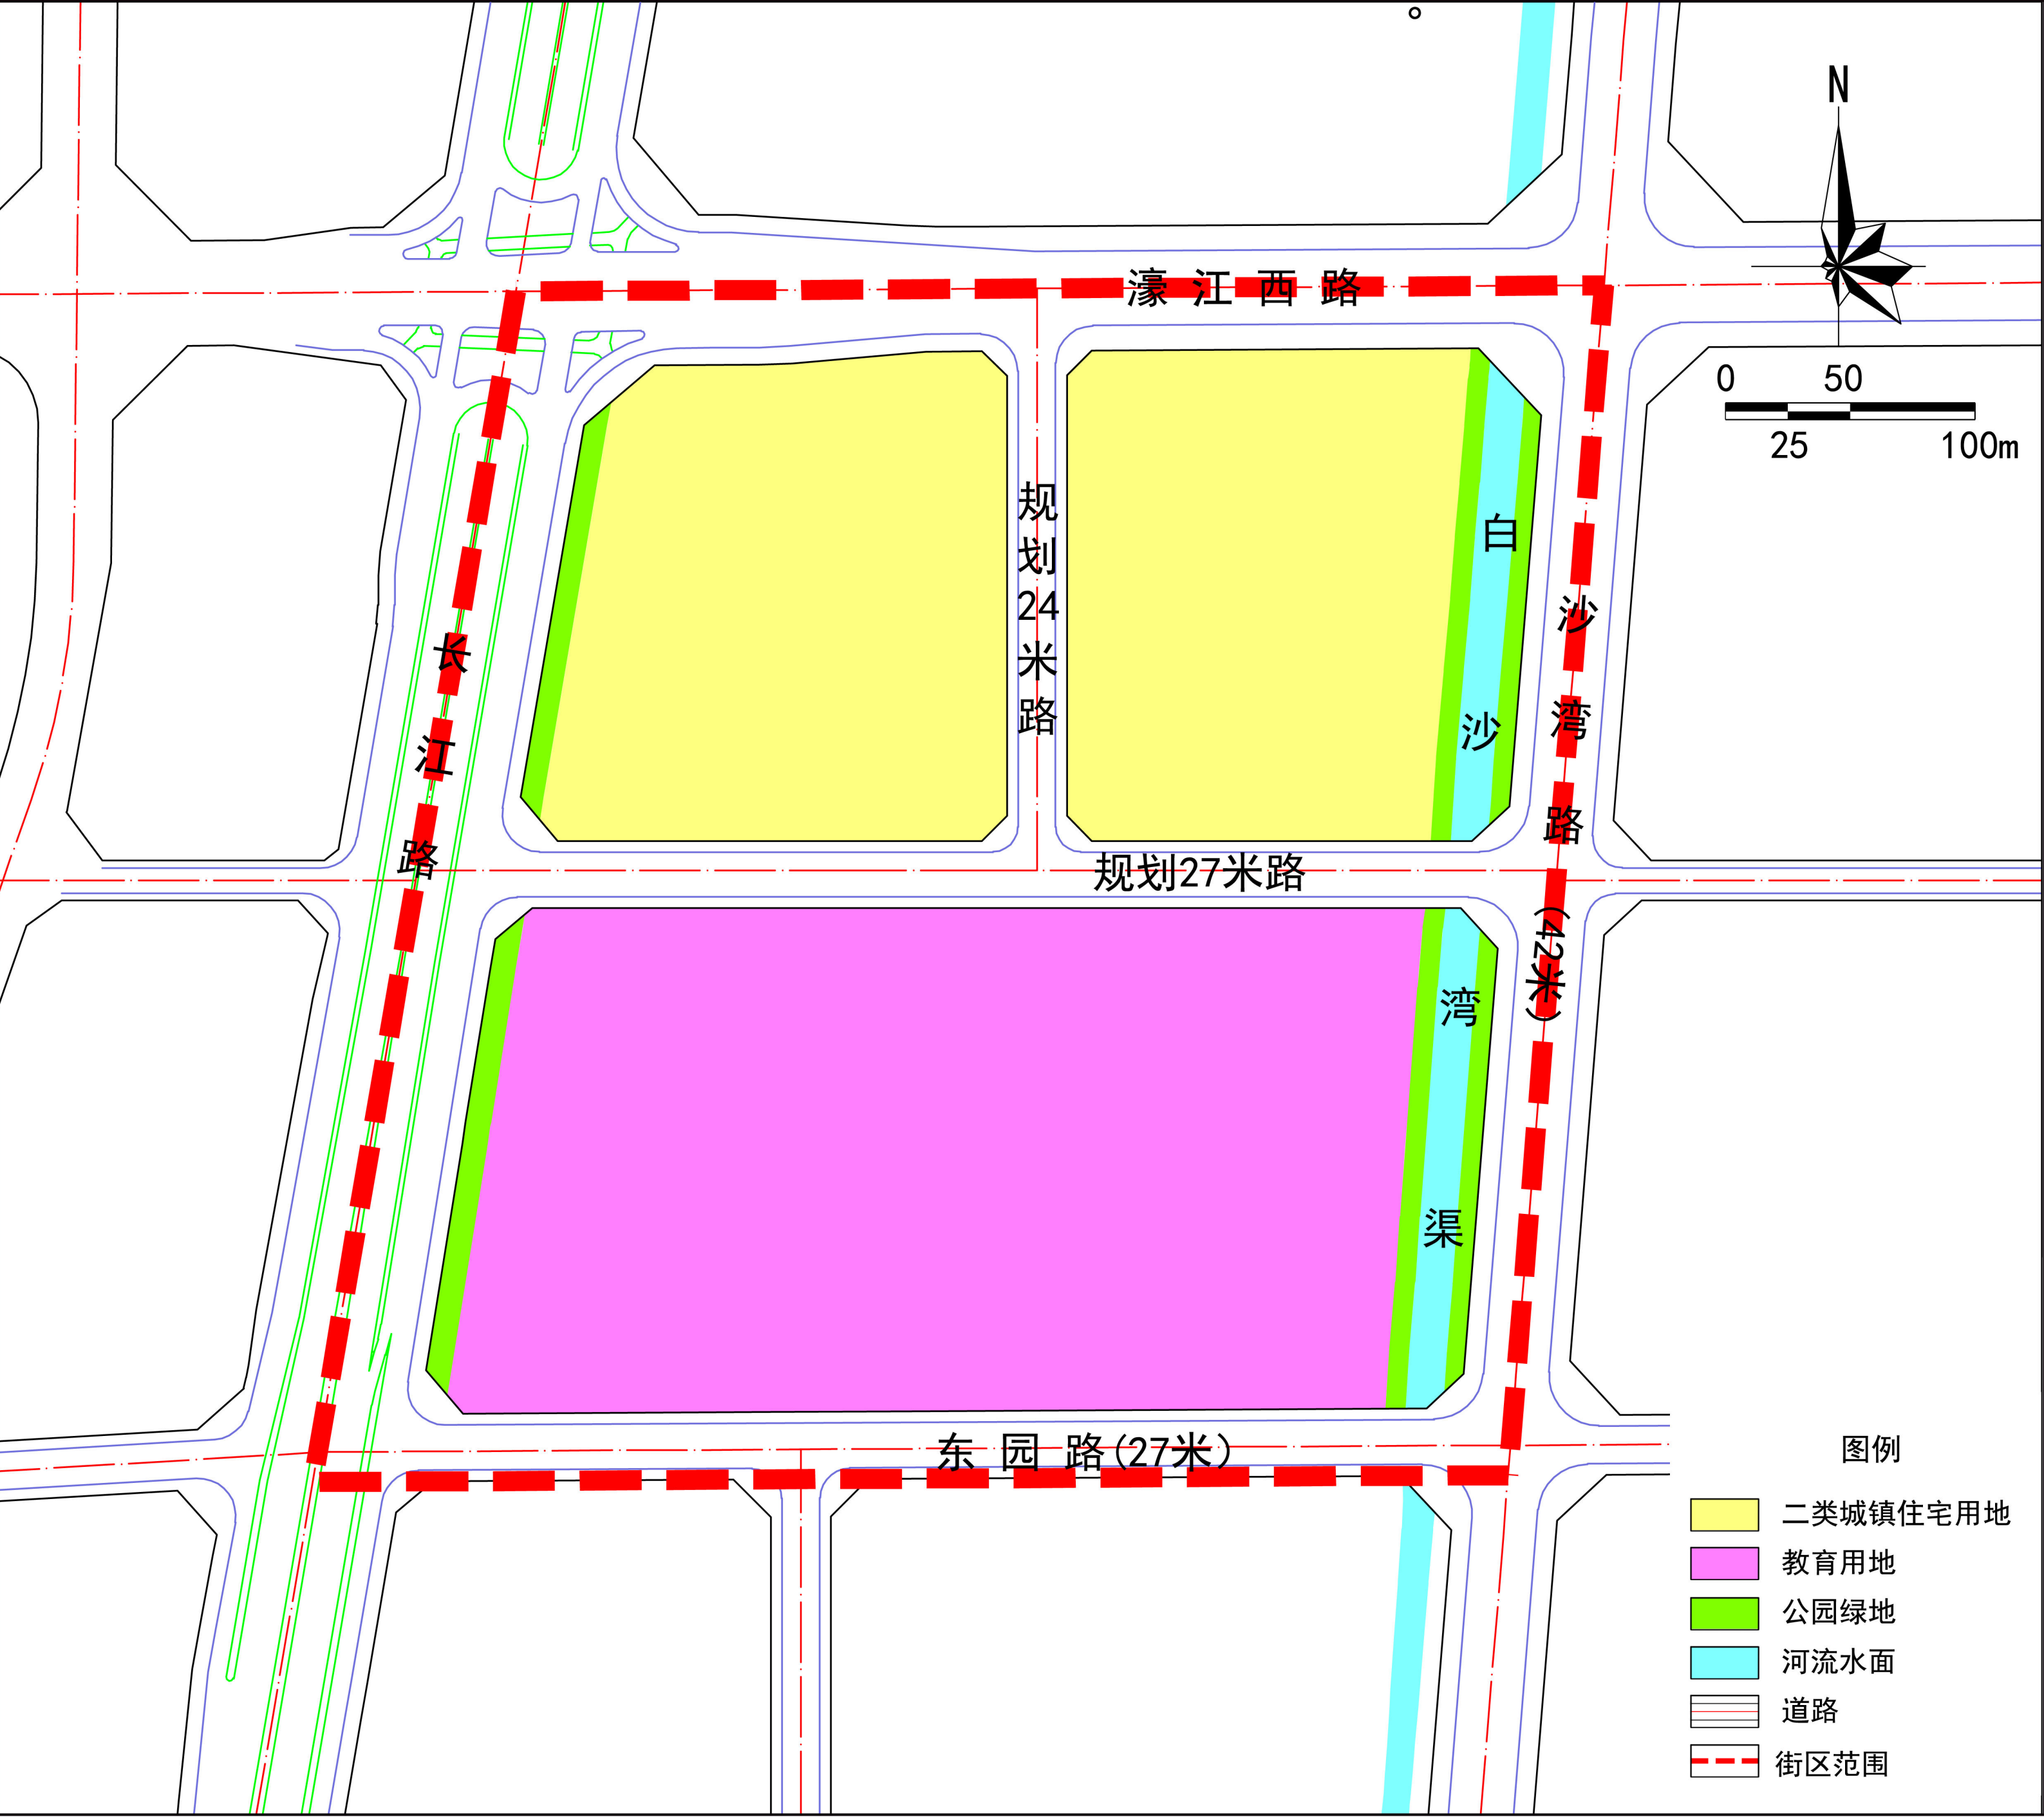 N
0 50
25 100m
濠江西路
规划24米路
白沙湾渠
长江路
白沙湾路(42米)
规划27米路
东园路(27米)
图例
二类城镇住宅用地
教育用地
公园绿地
河流水面
道路
街区范围